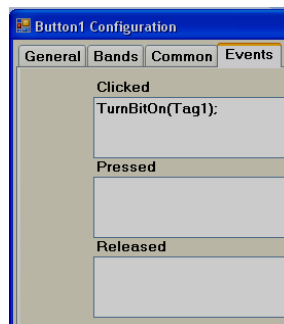 Button1 Configuration
General Bands Common Events
Clicked
TurnBitOn(Tag1);
Pressed
Released